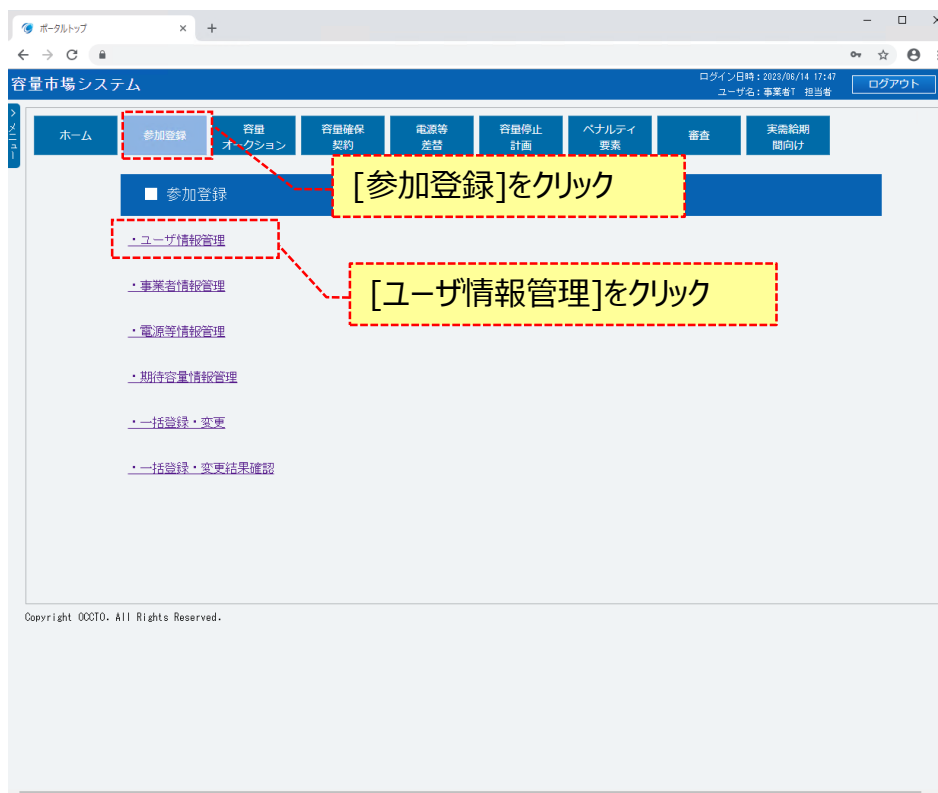 ポータルトップ
容量市場システム
ログイン日時：2023/06/14 17:47
ユーザ名：事業者T 担当者
ログアウト
メニュー
ホーム
参加登録
容量
オークション
容量確保
契約
電源等
差替
容量停止
計画
ペナルティ
要素
審査
実需給期
間向け
[参加登録]をクリック
■ 参加登録
・ユーザ情報管理
[ユーザ情報管理]をクリック
・事業者情報管理
・電源等情報管理
・期待容量情報管理
・一括登録・変更
・一括登録・変更結果確認
Copyright OCCTO. All Rights Reserved.